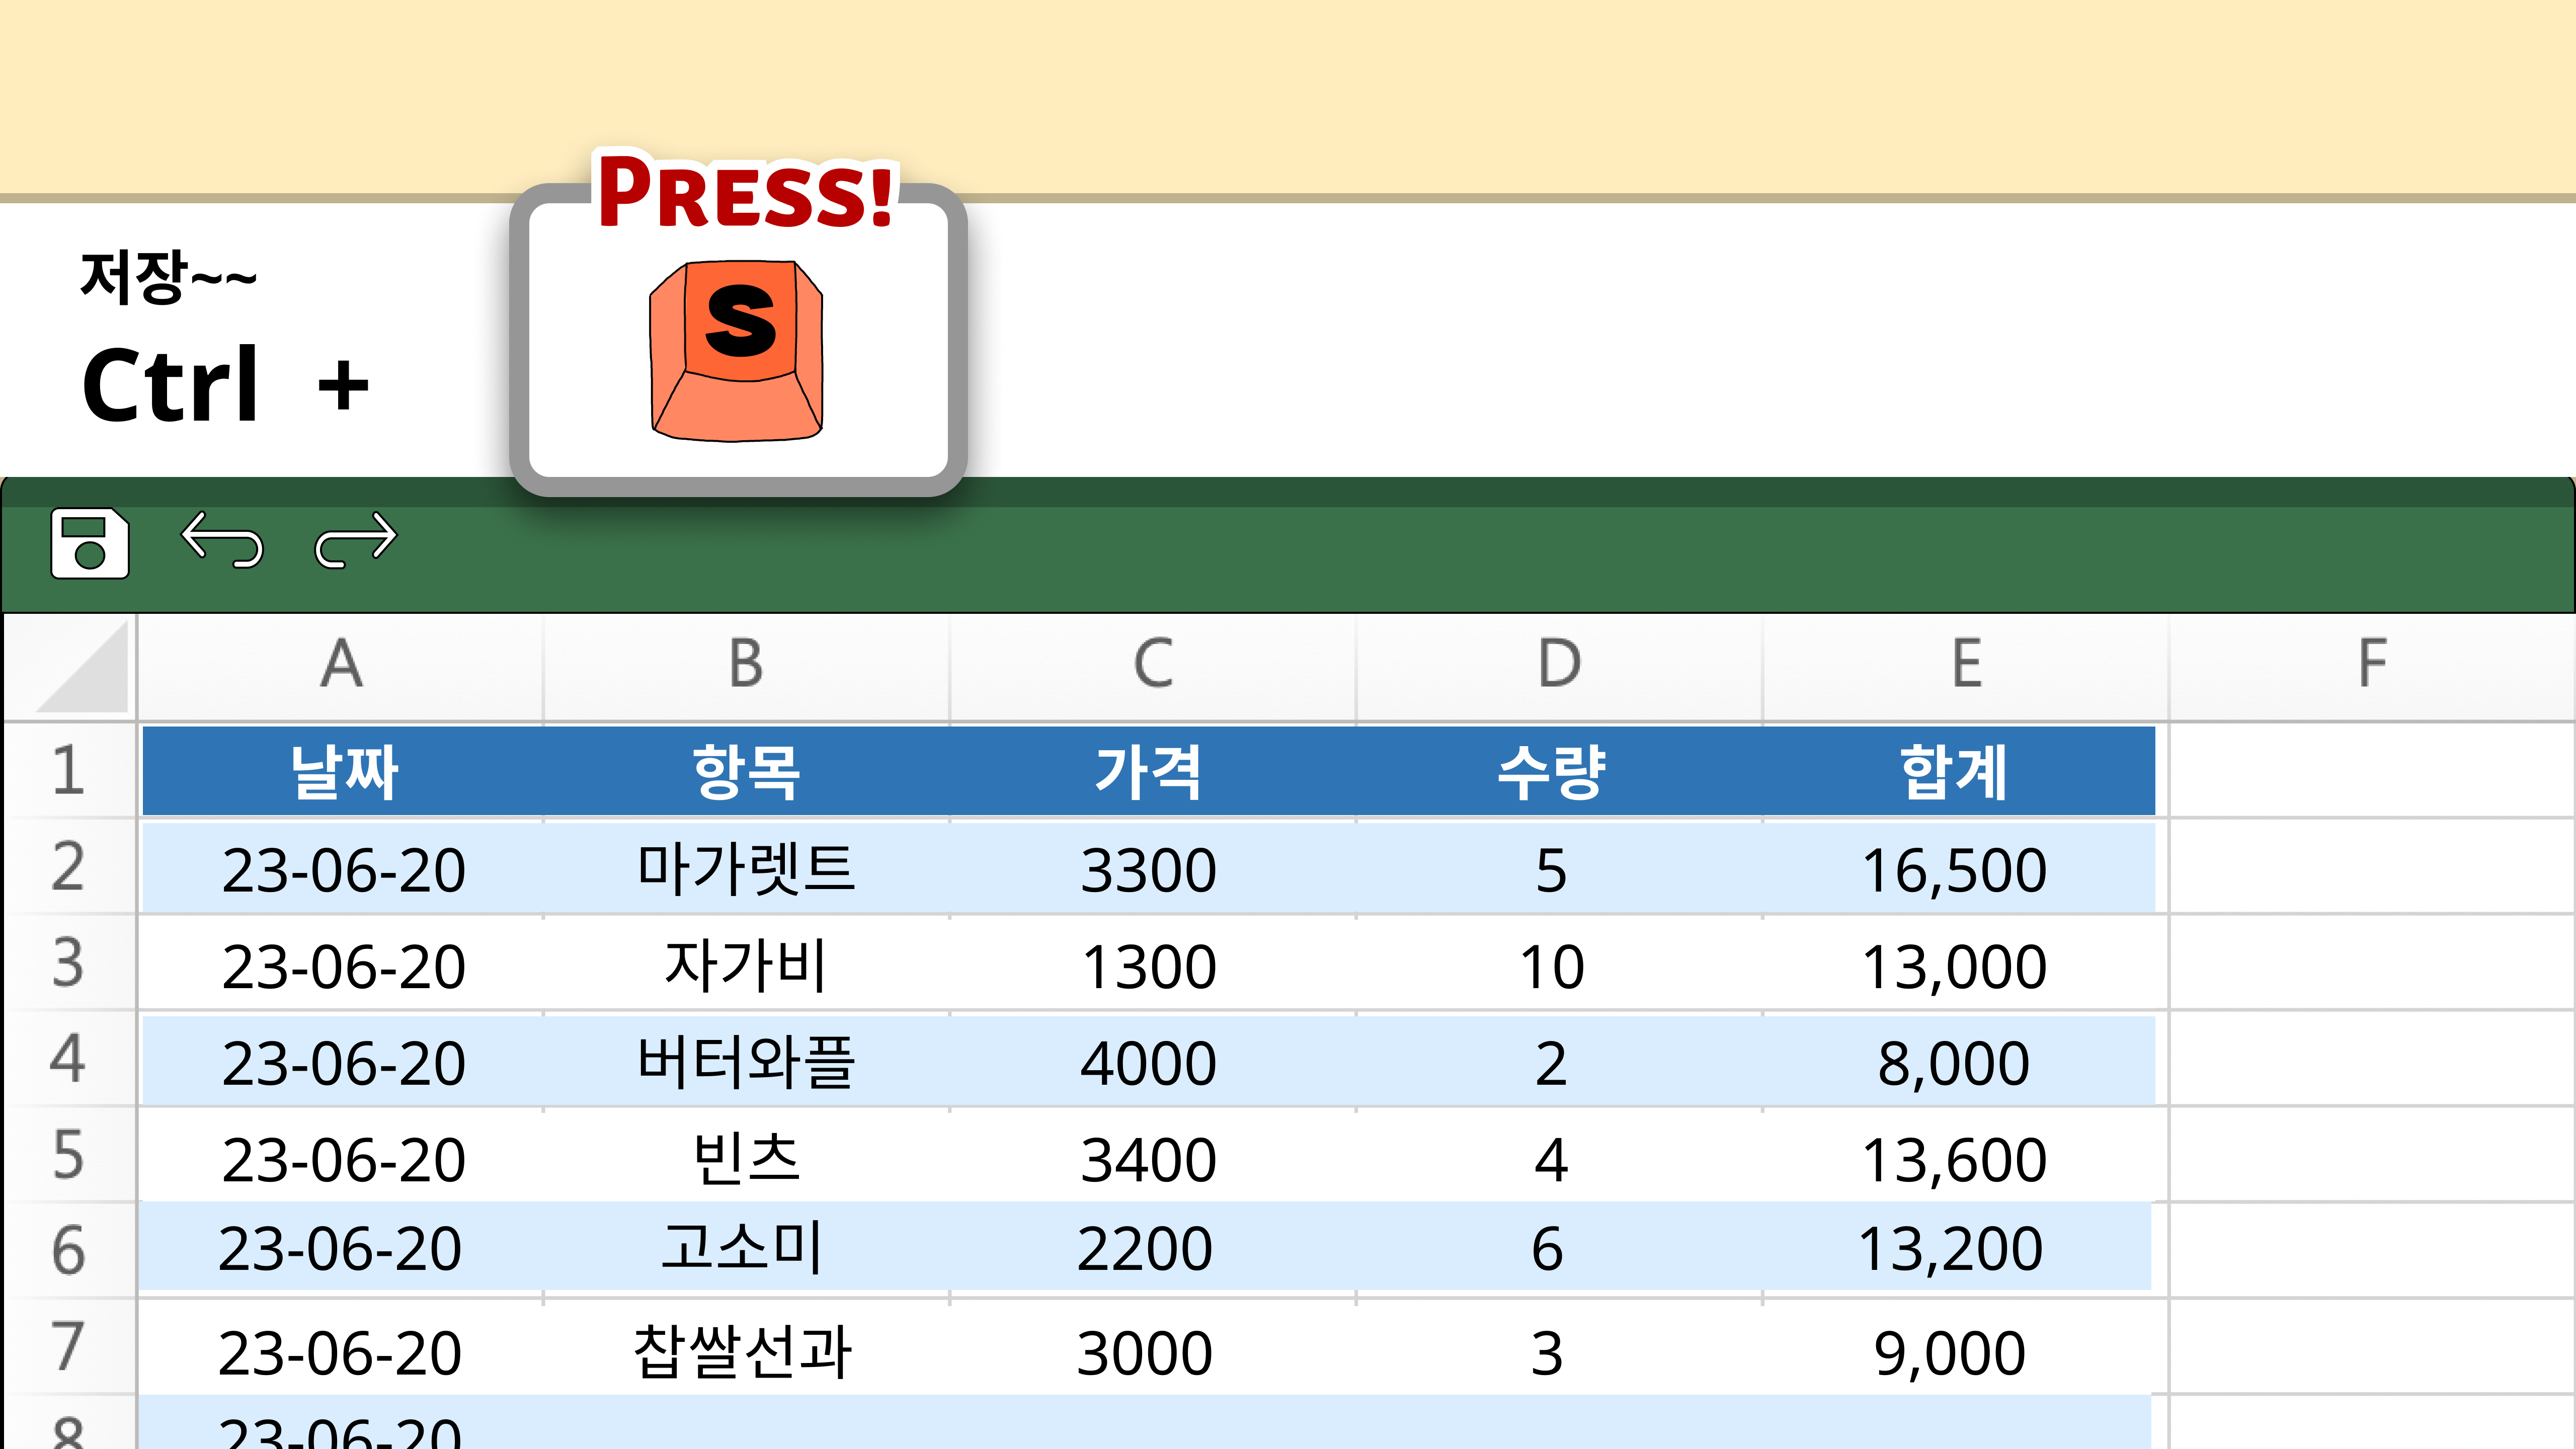 PRESS!
저장~~
S
Ctrl +
A B C D E F
1 날짜 항목 가격 수량 합계
2 23-06-20 마가렛트 3300 5 16,500
3 23-06-20 자가비 1300 10 13,000
4 23-06-20 버터와플 4000 2 8,000
5 23-06-20 빈츠 3400 4 13,600
6 23-06-20 고소미 2200 6 13,200
7 23-06-20 찹쌀선과 3000 3 9,000
8 23-06-20